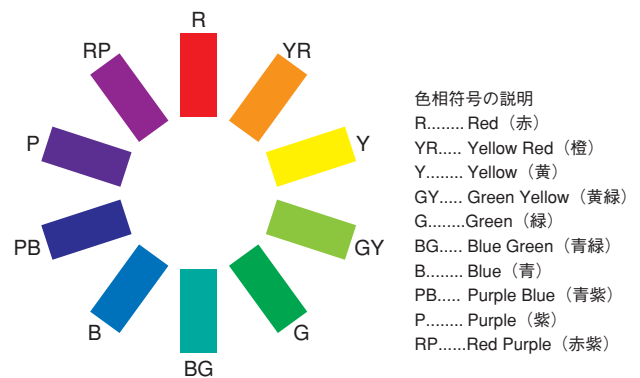 R
YR
Y
GY
G
BG
B
PB
P
RP
色相符号の説明
R........ Red（赤）
YR..... Yellow Red（橙）
Y........ Yellow（黄）
GY..... Green Yellow（黄緑）
G........Green（緑）
BG..... Blue Green（青緑）
B........ Blue（青）
PB..... Purple Blue（青紫）
P........ Purple（紫）
RP......Red Purple（赤紫）